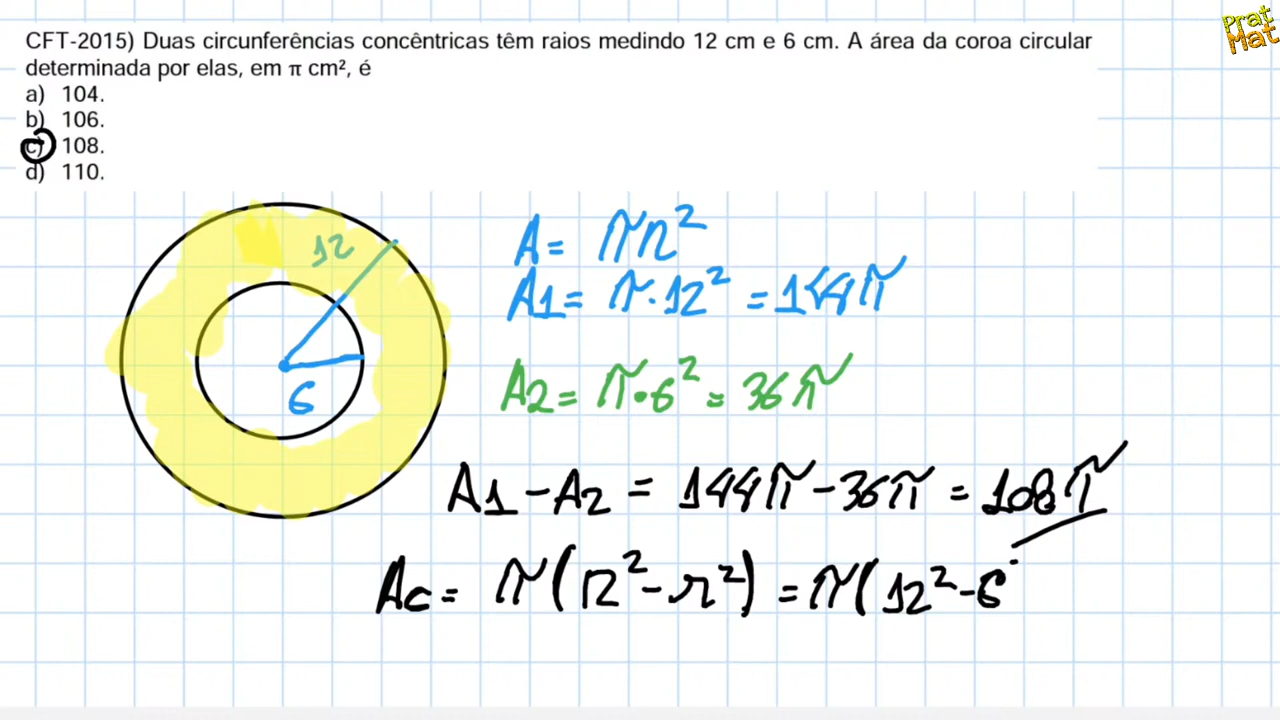 Prat
Mat
CFT-2015) Duas circunferências concêntricas têm raios medindo 12 cm e 6 cm. A área da coroa circular
determinada por elas, em π cm², é
a) 104.
b) 106.
c) 108.
d) 110.
12
6
A = πr²
A1 = π·12² = 144π
A2 = π·6² = 36π
A1 - A2 = 144π - 36π = 108π
Ac = π(R² - r²) = π(12² - 6